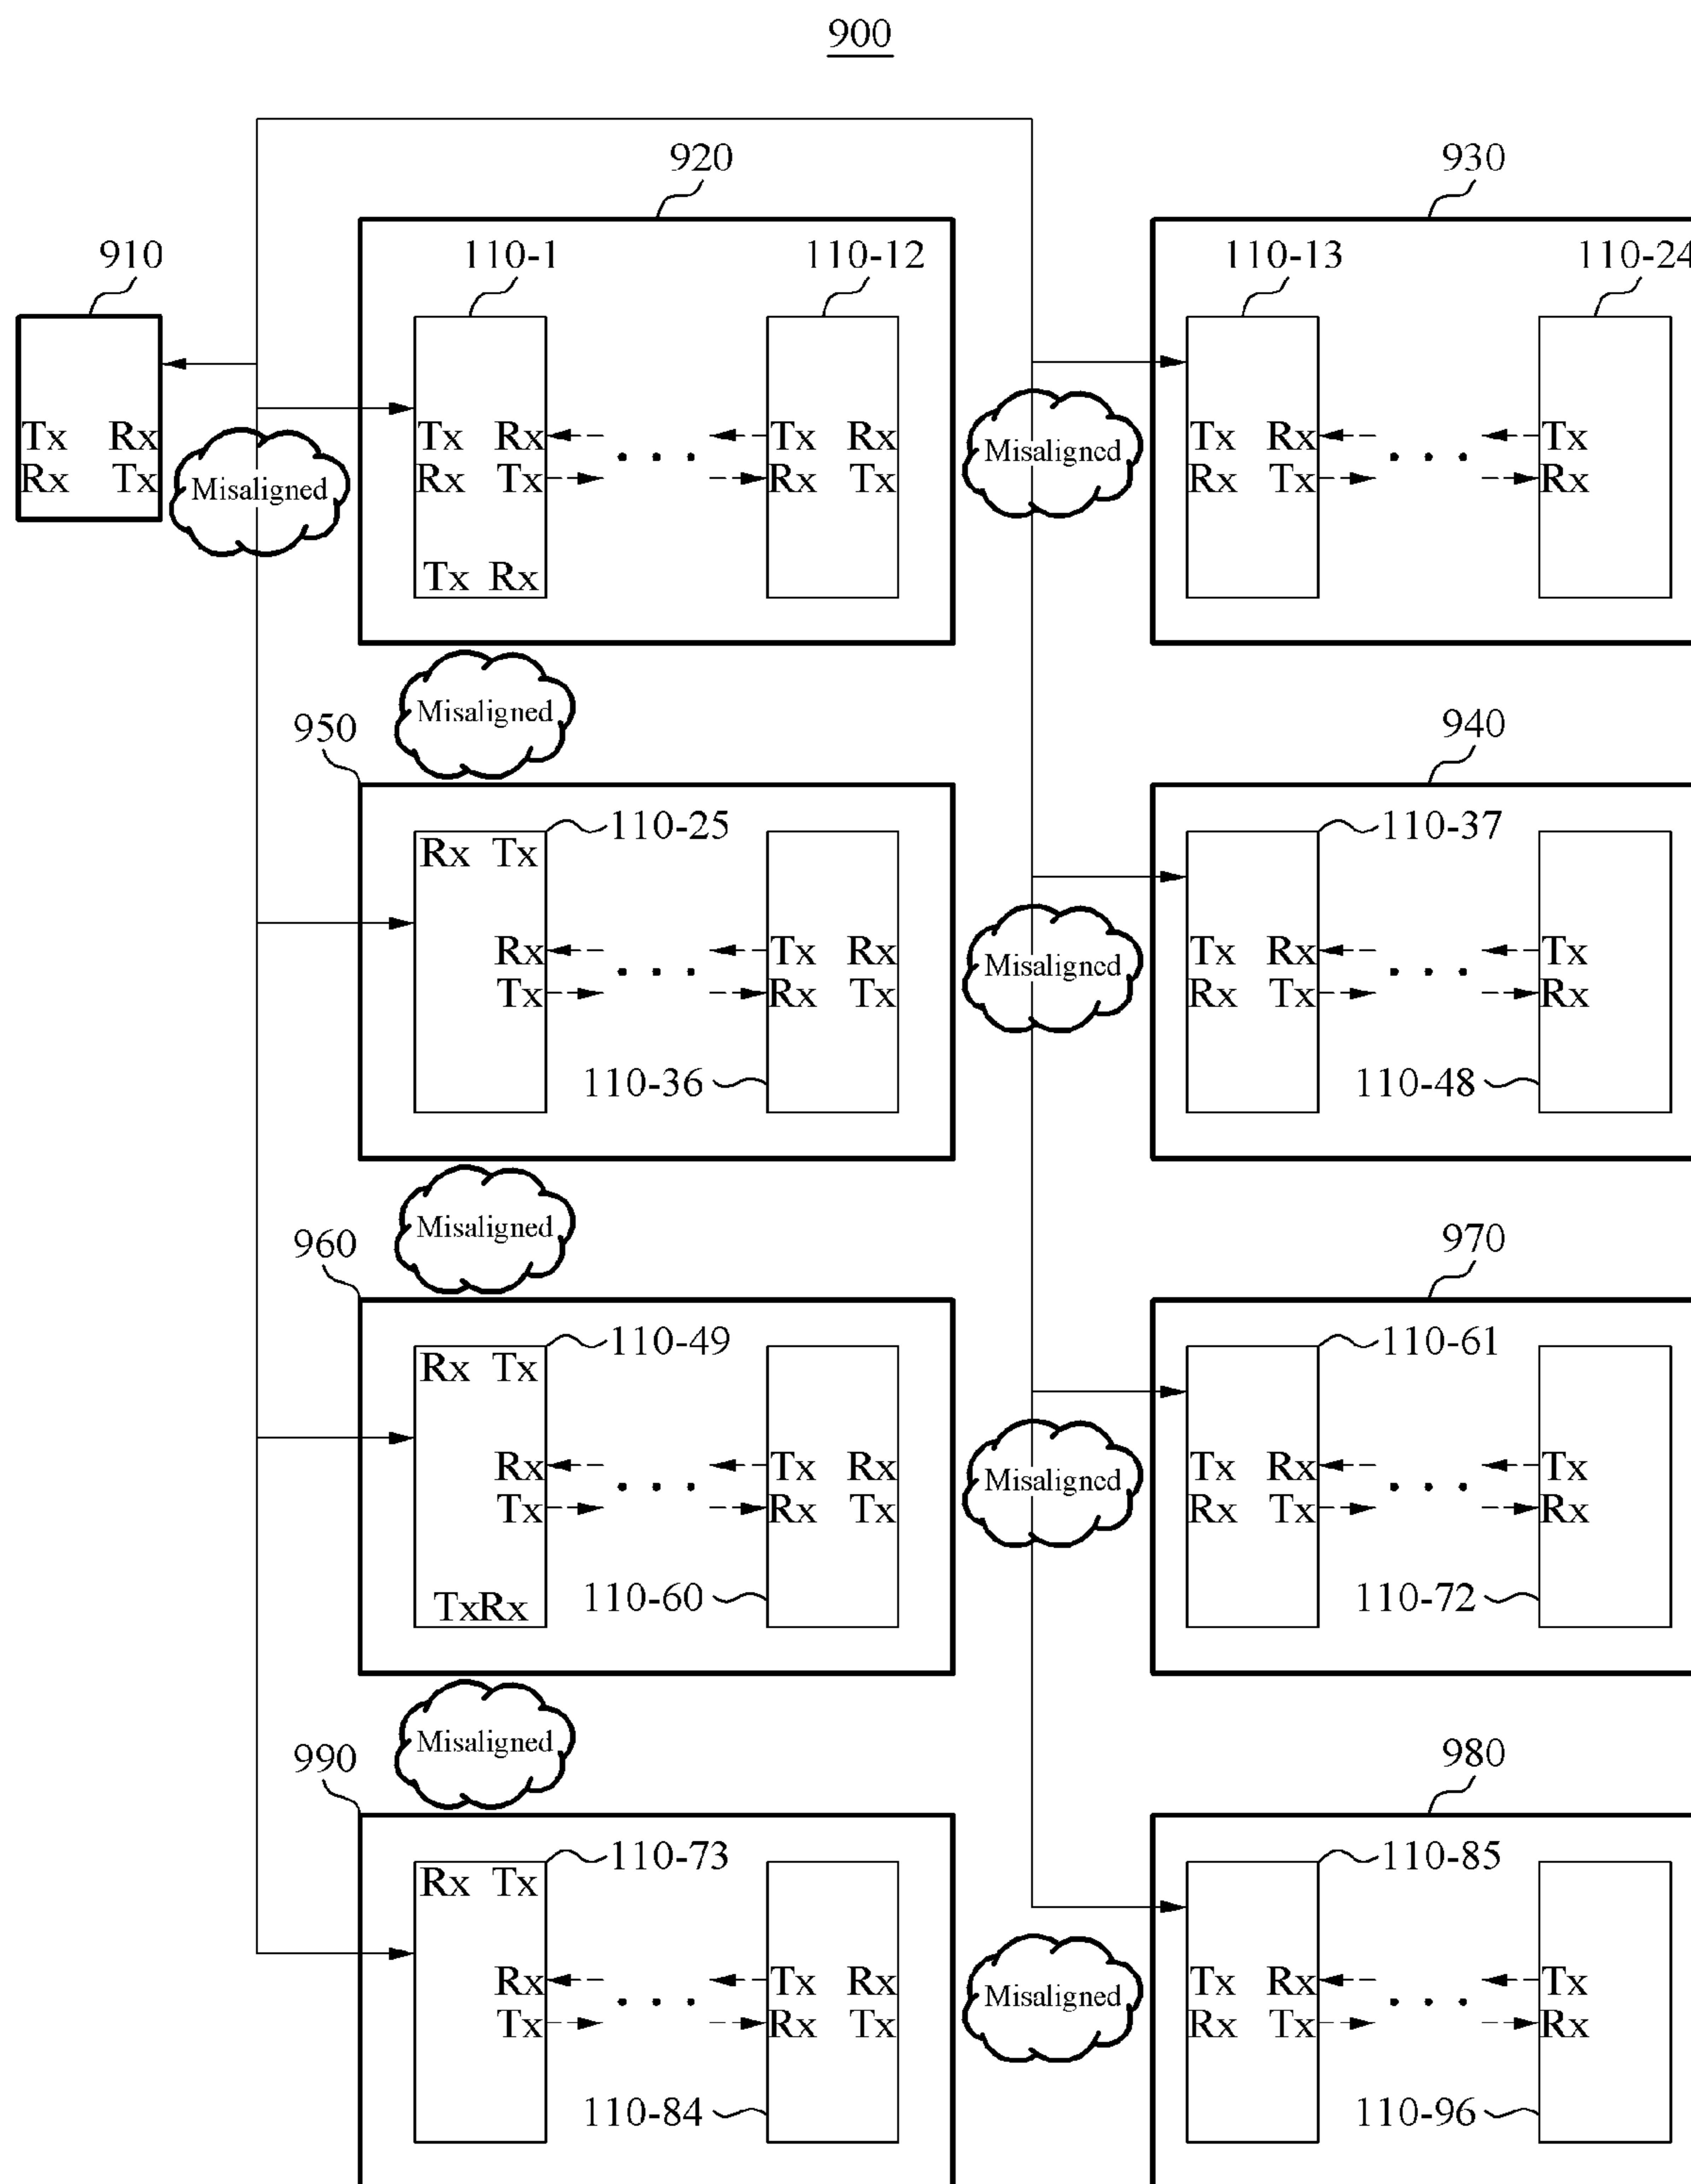 900
920
930
910
110-1
110-12
110-13
110-24
Tx Rx
Tx Rx
Tx Rx
Tx Rx
Tx
Rx Tx
Rx Tx
Rx Tx
Rx Tx
Rx
Misaligned
Misaligned
. . .
. . .
Tx Rx
Misaligned
950
940
110-25
110-37
Rx Tx
Rx
Tx Rx
Tx Rx
Tx
Misaligned
. . .
. . .
Tx
Rx Tx
Rx Tx
Rx
110-36
110-48
Misaligned
960
970
110-49
110-61
Rx Tx
Rx
Tx Rx
Tx Rx
Tx
Misaligned
. . .
. . .
Tx
Rx Tx
Rx Tx
Rx
110-60
110-72
TxRx
Misaligned
990
980
110-73
110-85
Rx Tx
Rx
Tx Rx
Tx Rx
Tx
Misaligned
. . .
. . .
Tx
Rx Tx
Rx Tx
Rx
110-84
110-96